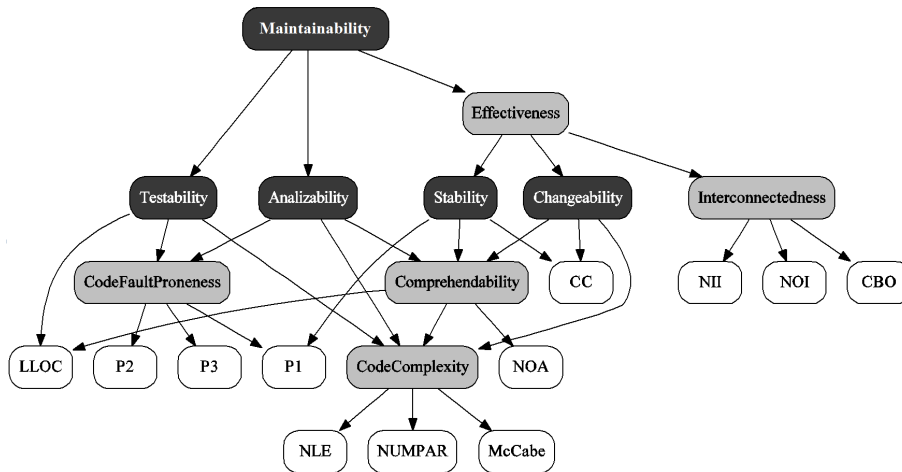 Maintainability
Effectiveness
Testability
Analizability
Stability
Changeability
Interconnectedness
CodeFaultProneness
Comprehendability
CC
NII
NOI
CBO
LLOC
P2
P3
P1
CodeComplexity
NOA
NLE
NUMPAR
McCabe